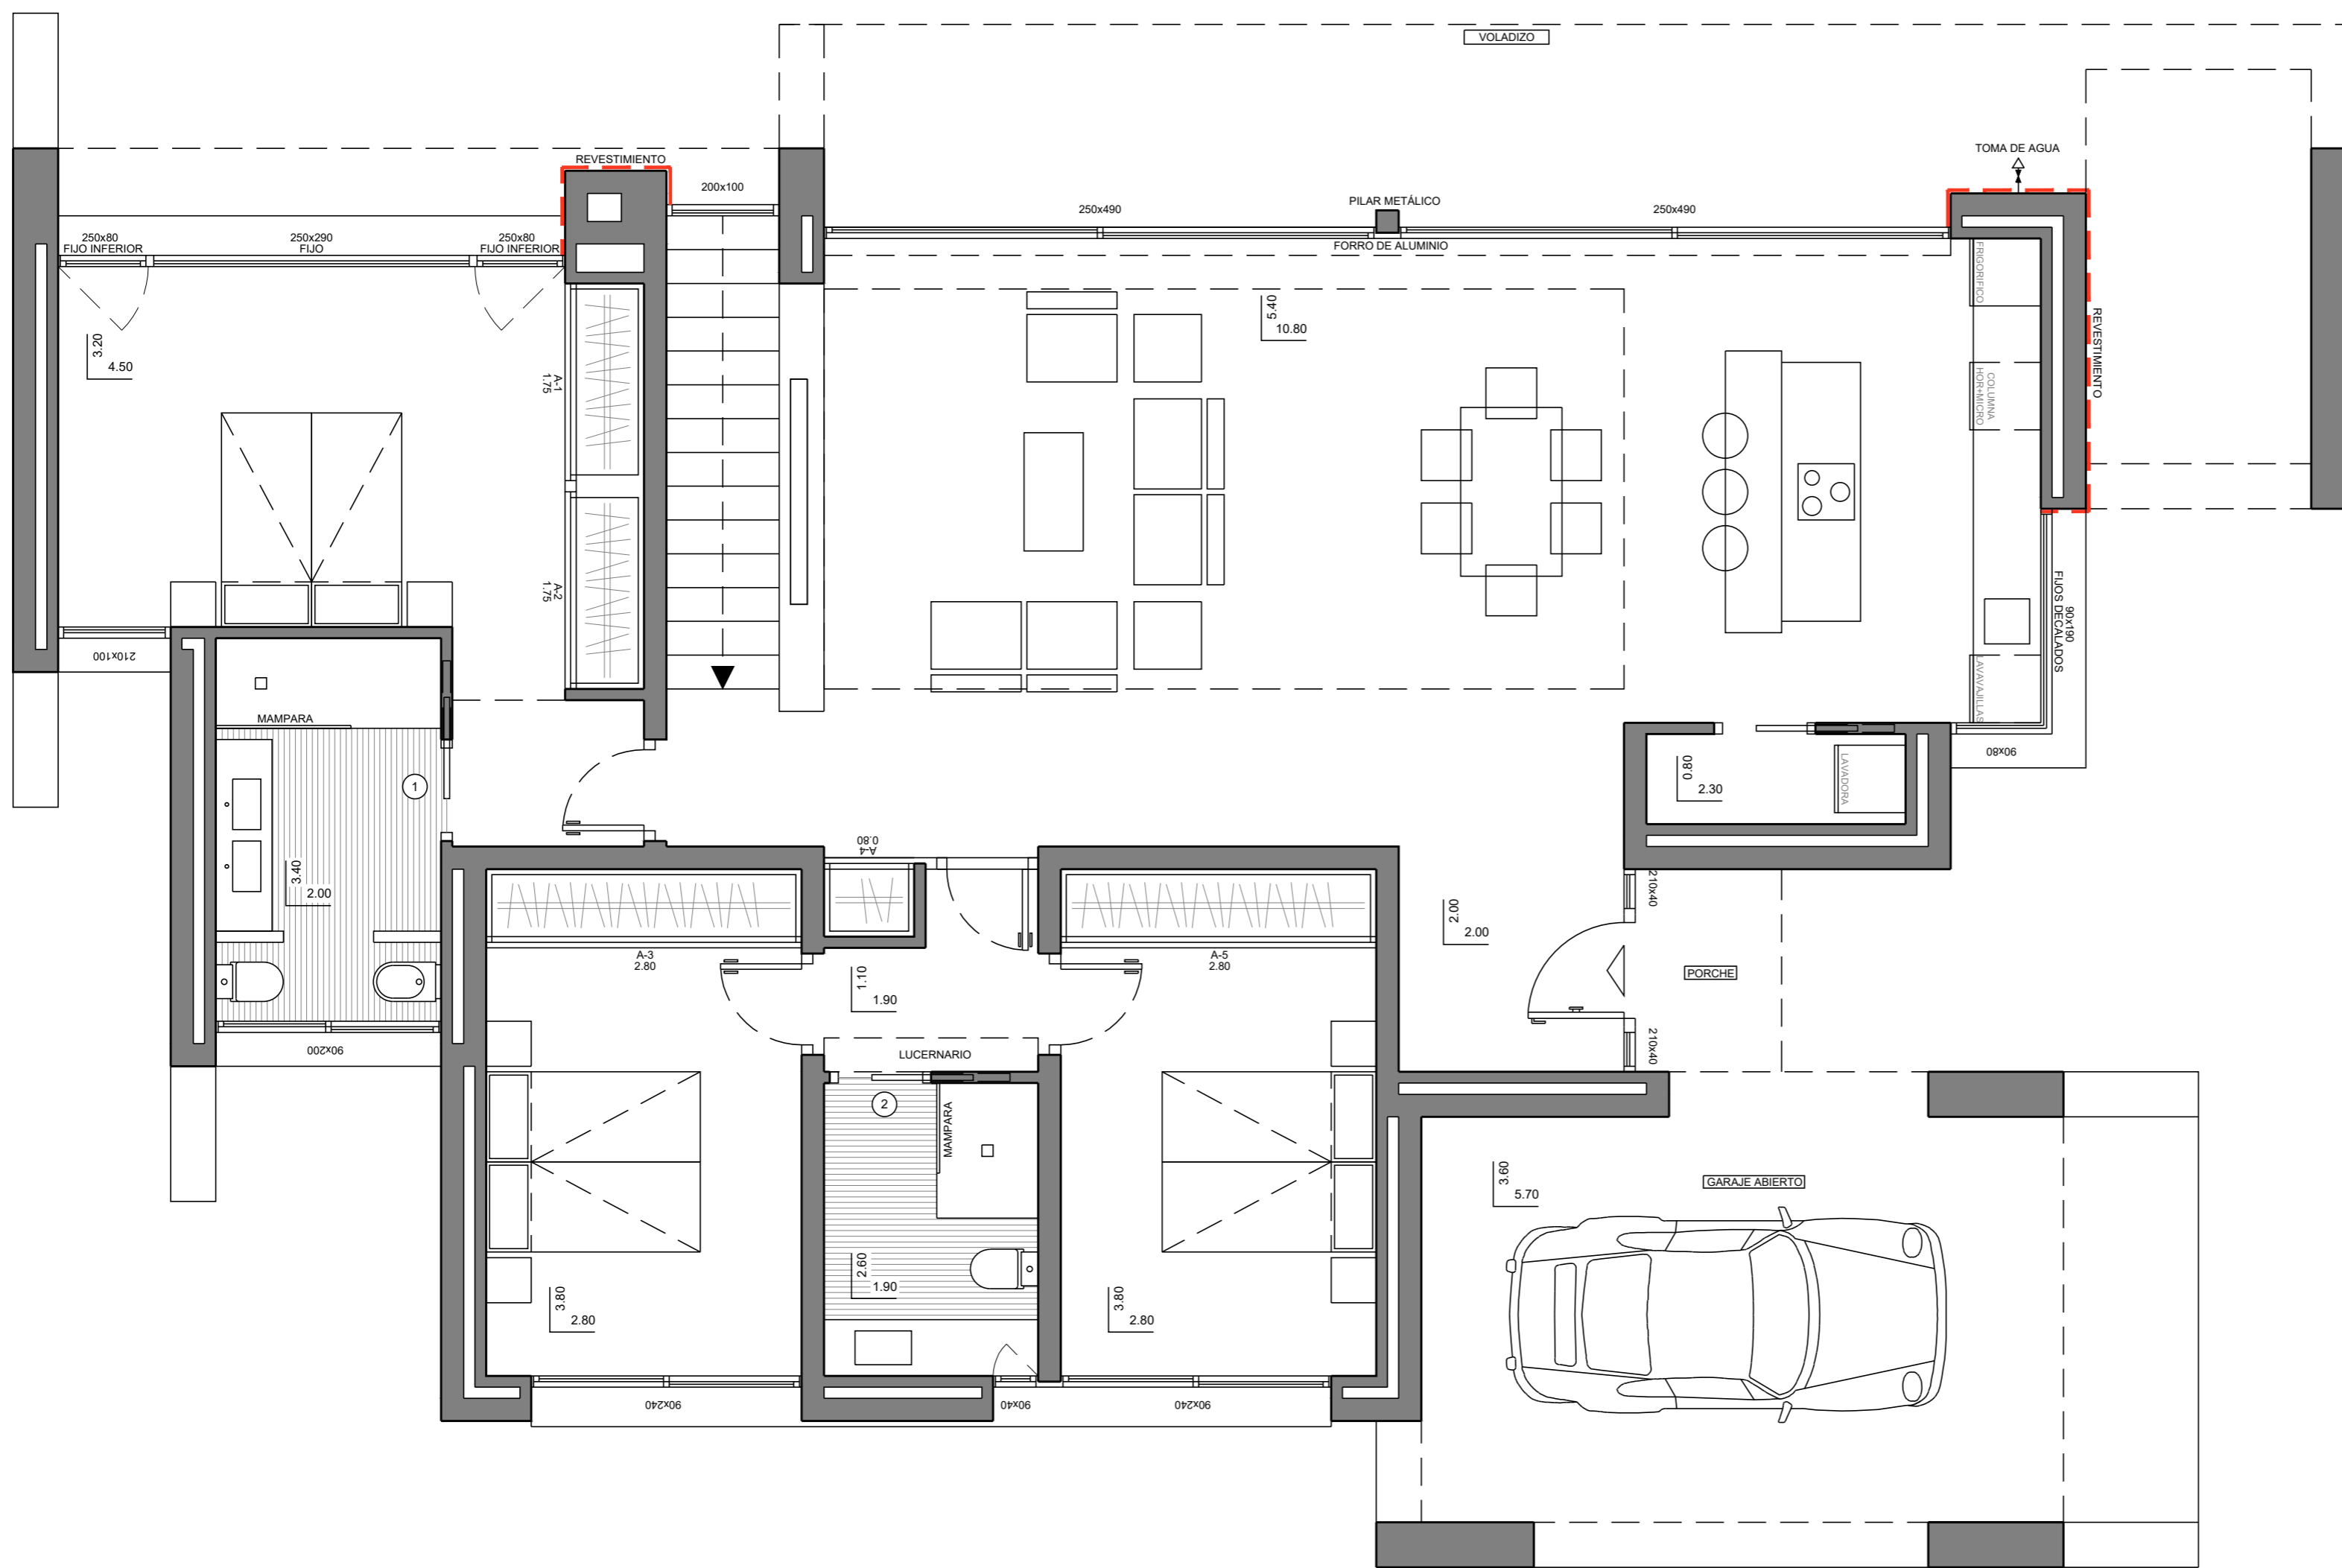 VOLADIZO
TOMA DE AGUA
REVESTIMIENTO
200x100
PILAR METÁLICO
250x490
250x490
FORRO DE ALUMINIO
250x80
FIJO INFERIOR
250x290
FIJO
250x80
FIJO INFERIOR
FRIGORIFICO
5.40
10.80
REVESTIMIENTO
3.20
4.50
A-1
1.75
COLUMNA
HOR+MICRO
A-2
1.75
90x190
FIJOS DECALADOS
210x100
LAVAVAJILLAS
MAMPARA
90x80
0.80
2.30
LAVADORA
1
A-4
0.80
3.40
2.00
210x40
2.00
2.00
A-3
2.80
A-5
2.80
PORCHE
1.10
1.90
210x40
90x200
LUCERNARIO
2
MAMPARA
GARAJE ABIERTO
3.60
5.70
2.60
1.90
3.80
2.80
3.80
2.80
90x240
90x40
90x240